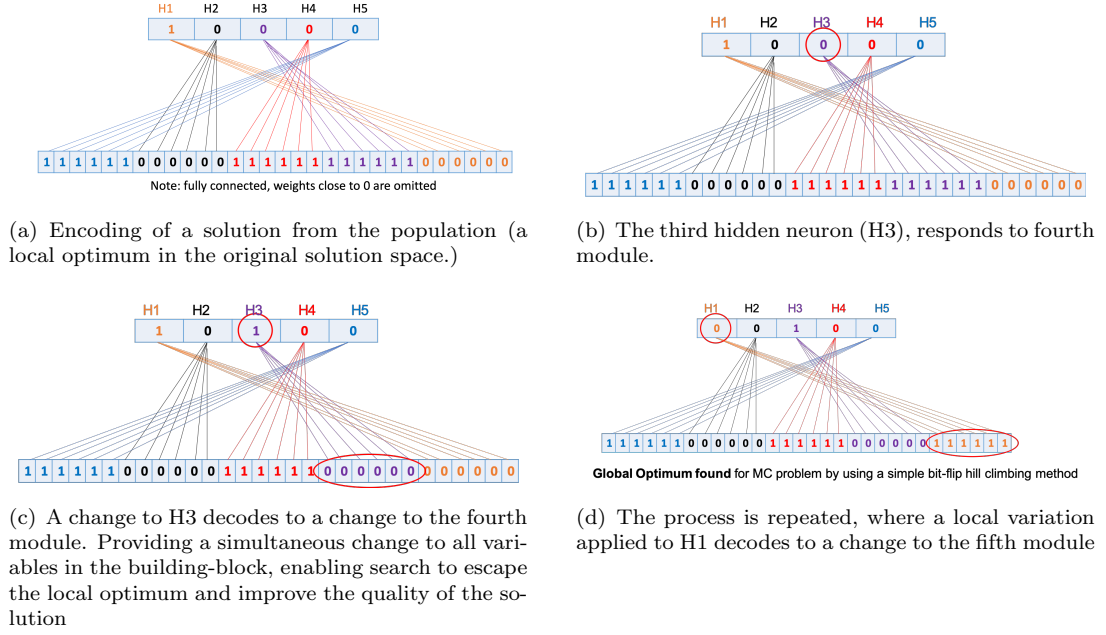 H1 H2 H3 H4 H5
1 0 0 0 0
1 1 1 1 1 1 0 0 0 0 0 0 1 1 1 1 1 1 1 1 1 1 1 1 0 0 0 0 0 0
Note: fully connected, weights close to 0 are omitted
(a) Encoding of a solution from the population (a
local optimum in the original solution space.)
H1 H2 H3 H4 H5
1 0 0 0 0
1 1 1 1 1 1 0 0 0 0 0 0 1 1 1 1 1 1 1 1 1 1 1 1 0 0 0 0 0 0
(b) The third hidden neuron (H3), responds to fourth
module.
H1 H2 H3 H4 H5
1 0 1 0 0
1 1 1 1 1 1 0 0 0 0 0 0 1 1 1 1 1 1 0 0 0 0 0 0 0 0 0 0 0 0
(c) A change to H3 decodes to a change to the fourth
module. Providing a simultaneous change to all vari-
ables in the building-block, enabling search to escape
the local optimum and improve the quality of the so-
lution
H1 H2 H3 H4 H5
0 0 1 0 0
1 1 1 1 1 1 0 0 0 0 0 0 1 1 1 1 1 1 0 0 0 0 0 0 1 1 1 1 1 1
Global Optimum found for MC problem by using a simple bit-flip hill climbing method
(d) The process is repeated, where a local variation
applied to H1 decodes to a change to the fifth module